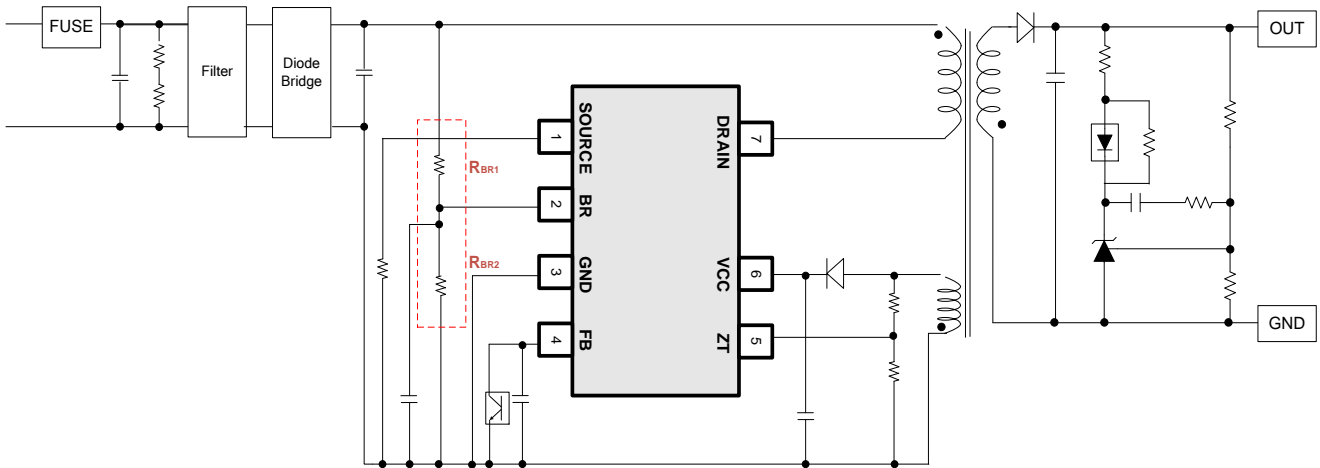 FUSE
Filter
Diode
Bridge
OUT
GND
SOURCE
1
BR
2
GND
3
FB
4
DRAIN
7
VCC
6
ZT
5
RBR1
RBR2